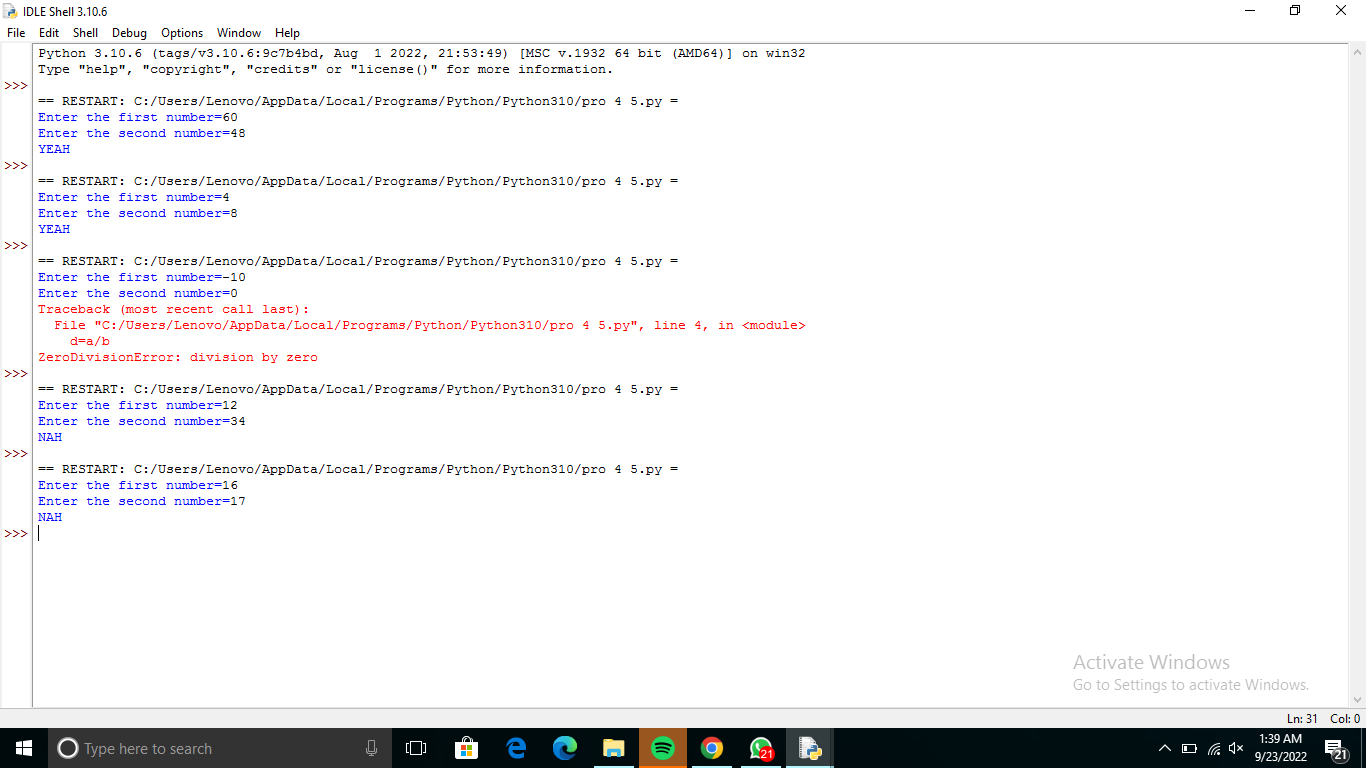 IDLE Shell 3.10.6
File Edit Shell Debug Options Window Help
Python 3.10.6 (tags/v3.10.6:9c7b4bd, Aug  1 2022, 21:53:49) [MSC v.1932 64 bit (AMD64)] on win32
Type "help", "copyright", "credits" or "license()" for more information.
>>>
== RESTART: C:/Users/Lenovo/AppData/Local/Programs/Python/Python310/pro 4 5.py =
Enter the first number=60
Enter the second number=48
YEAH
>>>
== RESTART: C:/Users/Lenovo/AppData/Local/Programs/Python/Python310/pro 4 5.py =
Enter the first number=4
Enter the second number=8
YEAH
>>>
== RESTART: C:/Users/Lenovo/AppData/Local/Programs/Python/Python310/pro 4 5.py =
Enter the first number=-10
Enter the second number=0
Traceback (most recent call last):
  File "C:/Users/Lenovo/AppData/Local/Programs/Python/Python310/pro 4 5.py", line 4, in <module>
    d=a/b
ZeroDivisionError: division by zero
>>>
== RESTART: C:/Users/Lenovo/AppData/Local/Programs/Python/Python310/pro 4 5.py =
Enter the first number=12
Enter the second number=34
NAH
>>>
== RESTART: C:/Users/Lenovo/AppData/Local/Programs/Python/Python310/pro 4 5.py =
Enter the first number=16
Enter the second number=17
NAH
>>>
Activate Windows
Go to Settings to activate Windows.
Ln: 31 Col: 0
Type here to search
21
1:39 AM
9/23/2022
21